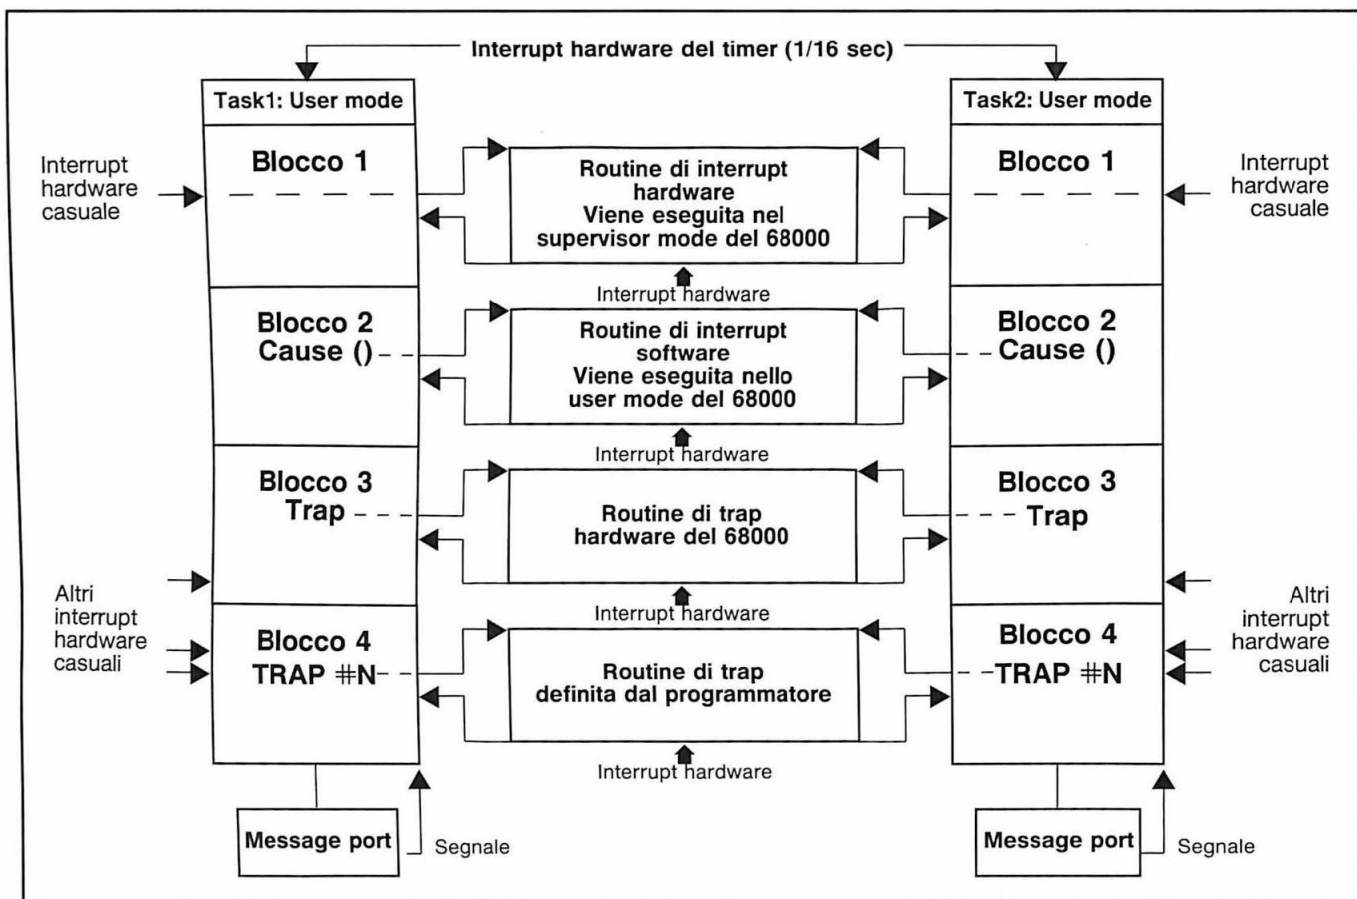 Interrupt hardware del timer (1/16 sec)
Task1: User mode
Task2: User mode
Interrupt
hardware
casuale
Blocco 1
Routine di interrupt
hardware
Viene eseguita nel
supervisor mode del 68000
Blocco 1
Interrupt
hardware
casuale
Interrupt hardware
Blocco 2
Cause ()
Routine di interrupt
software
Viene eseguita nello
user mode del 68000
Blocco 2
Cause ()
Interrupt hardware
Blocco 3
Trap
Routine di trap
hardware del 68000
Blocco 3
Trap
Altri
interrupt
hardware
casuali
Interrupt hardware
Blocco 4
TRAP #N
Routine di trap
definita dal programmatore
Blocco 4
TRAP #N
Altri
interrupt
hardware
casuali
Interrupt hardware
Message port
Segnale
Message port
Segnale